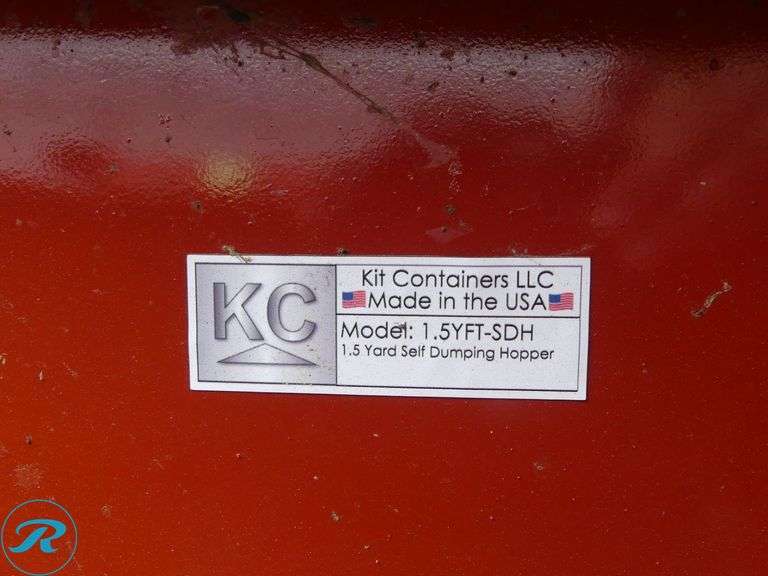 KC
Kit Containers LLC
Made in the USA
Model: 1.5YFT-SDH
1.5 Yard Self Dumping Hopper
R